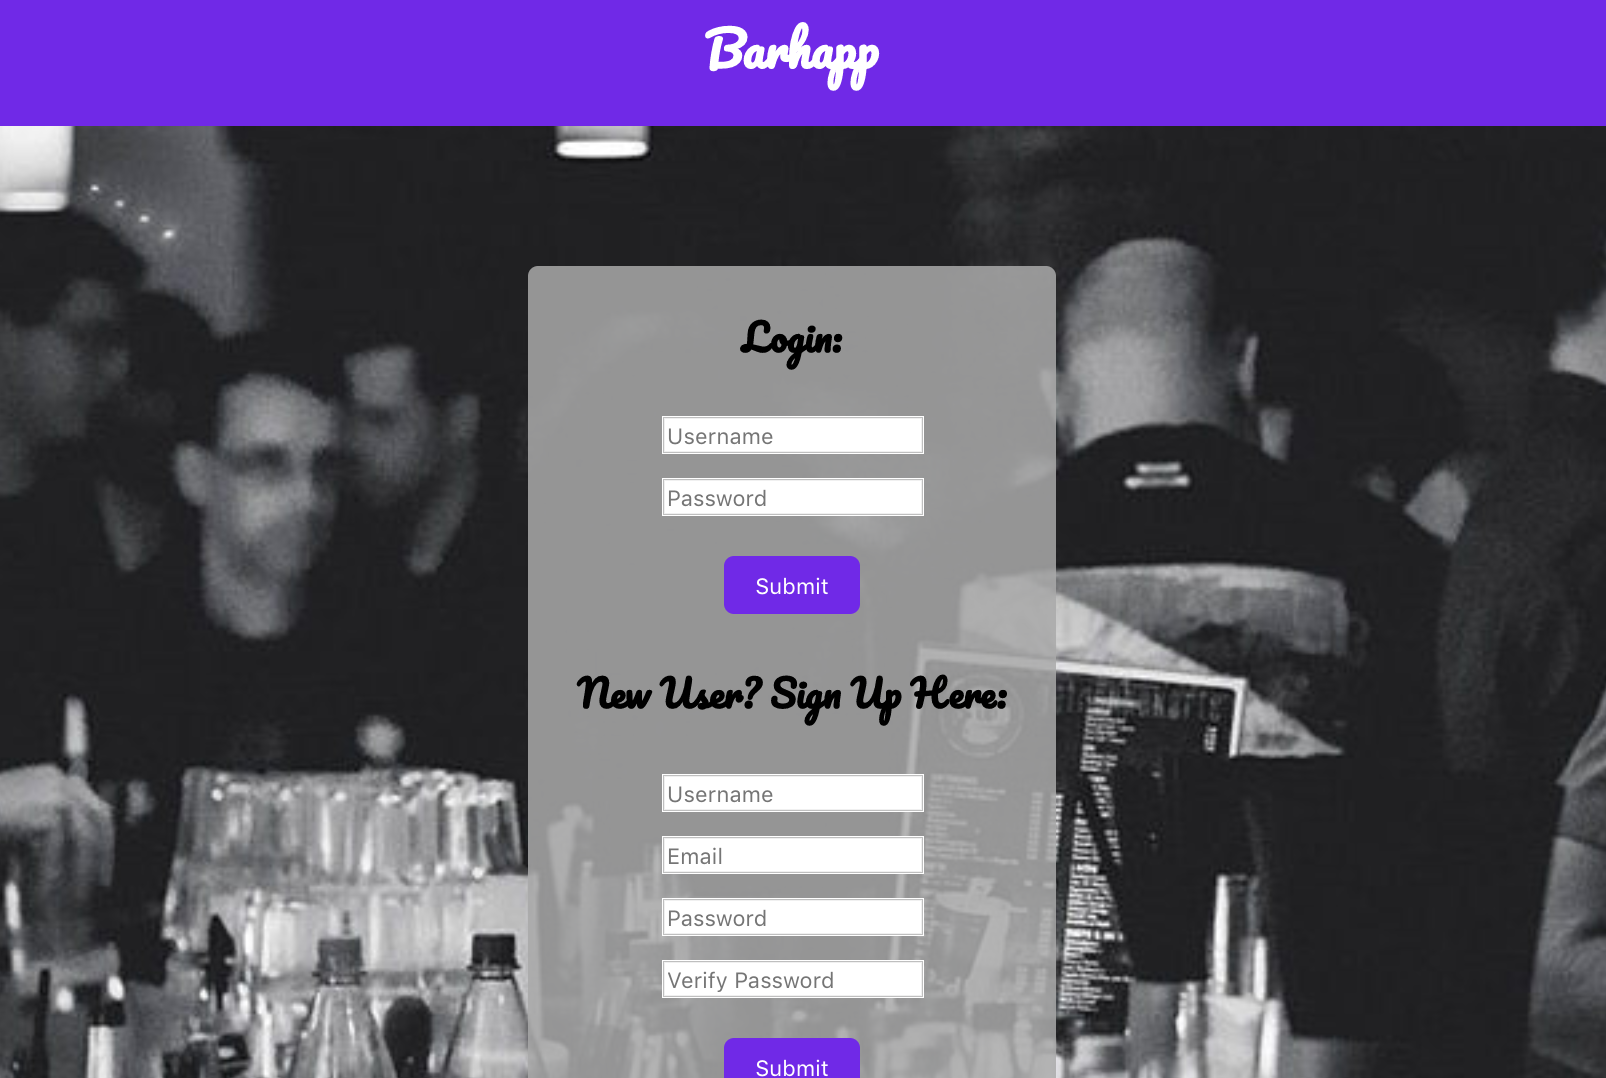 Barhapp
Login:
Username
Password
Submit
New User? Sign Up Here:
Username
Email
Password
Verify Password
Submit